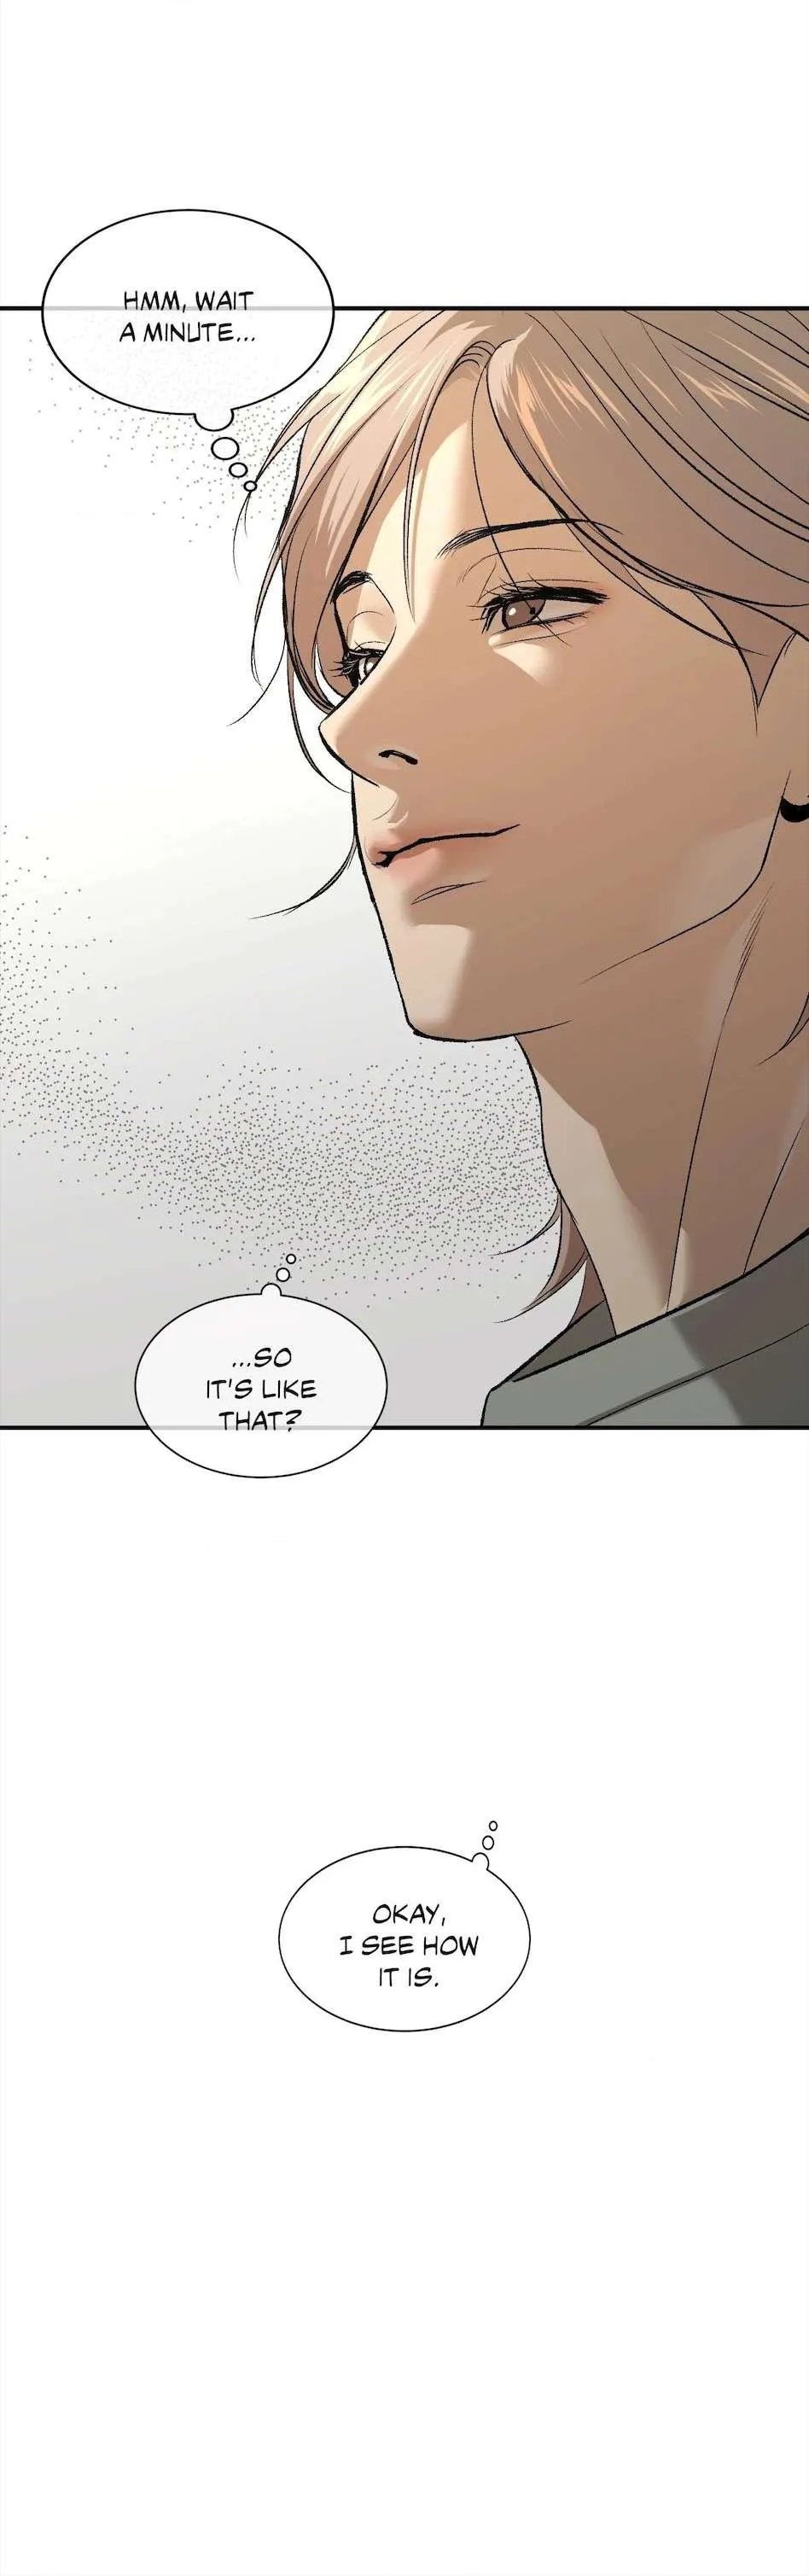 HMM, WAIT
A MINUTE...
...SO
IT'S LIKE
THAT?
OKAY,
I SEE HOW
IT IS.